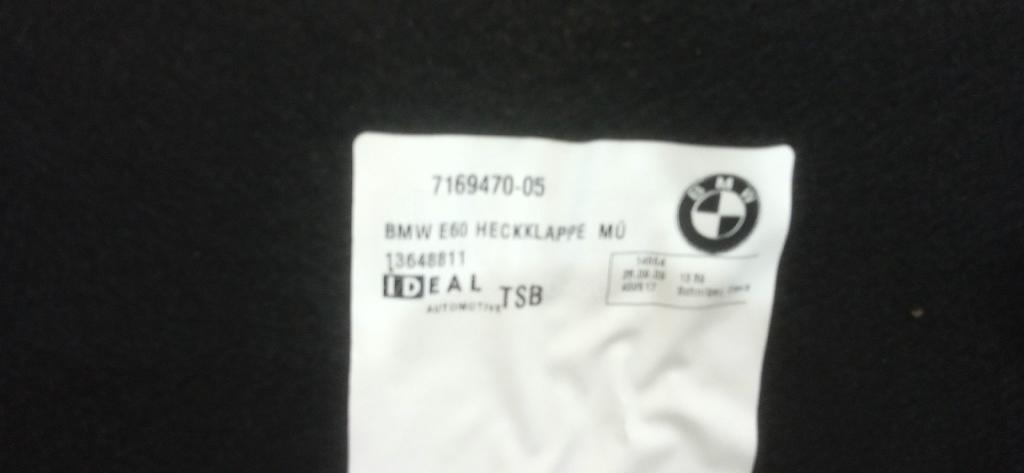 7169470-05
BMW
BMW E60 HECKKLAPPE MÜ
13648811
IDEAL
AUTOMOTIVE TSB